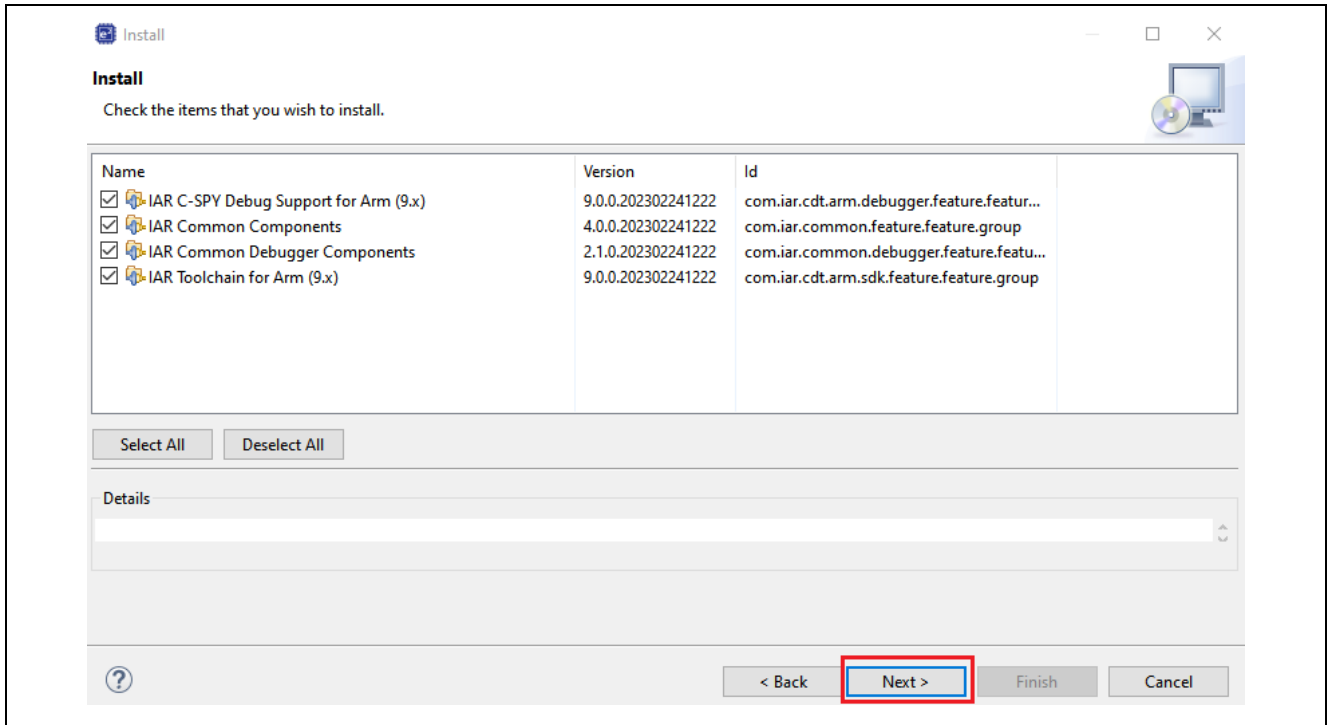 Install
Install
Check the items that you wish to install.
Name Version Id
IAR C-SPY Debug Support for Arm (9.x) 9.0.0.202302241222 com.iar.cdt.arm.debugger.feature.featur...
IAR Common Components 4.0.0.202302241222 com.iar.common.feature.feature.group
IAR Common Debugger Components 2.1.0.202302241222 com.iar.common.debugger.feature.featu...
IAR Toolchain for Arm (9.x) 9.0.0.202302241222 com.iar.cdt.arm.sdk.feature.feature.group
Select All Deselect All
Details
? < Back Next > Finish Cancel